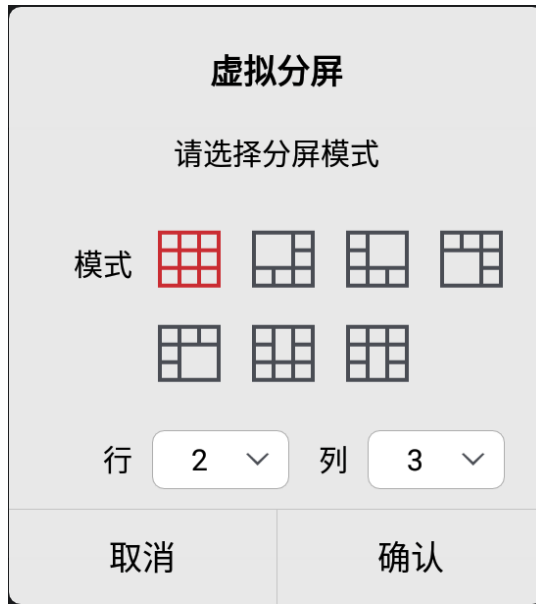 虚拟分屏
请选择分屏模式
模式
行 2 列 3
取消 确认